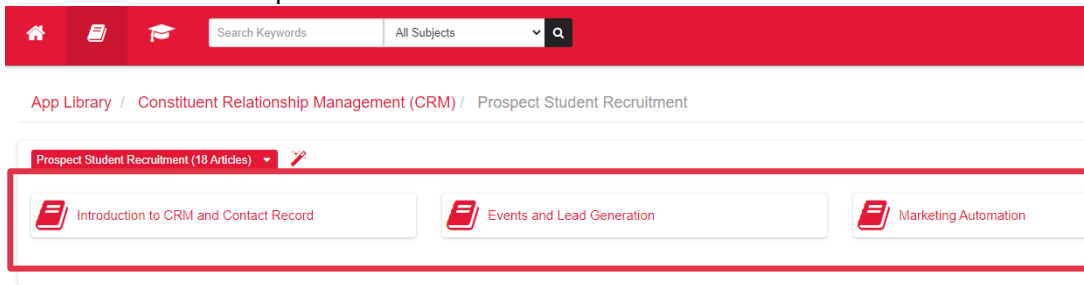 Search Keywords All Subjects
App Library / Constituent Relationship Management (CRM) / Prospect Student Recruitment
Prospect Student Recruitment (18 Articles)
Introduction to CRM and Contact Record Events and Lead Generation Marketing Automation